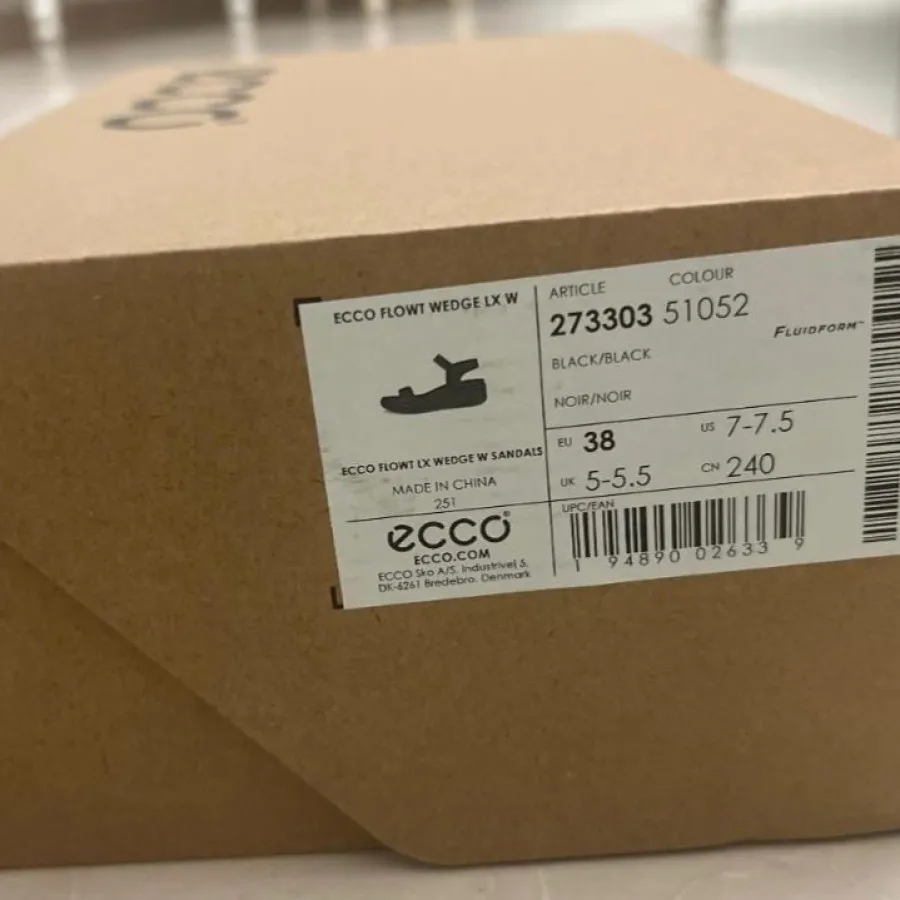 ecco
ECCO FLOWT WEDGE LX W
ECCO FLOWT LX WEDGE W SANDALS
MADE IN CHINA
251
ecco®
ECCO.COM
ECCO Sko A/S, Industrivej 5,
DK-6261 Bredebro, Denmark
ARTICLE COLOUR
273303 51052
FLUIDFORM™
BLACK/BLACK
NOIR/NOIR
EU 38 US 7-7.5
UK 5-5.5 CN 240
UPC/EAN
1 94890 02633 9